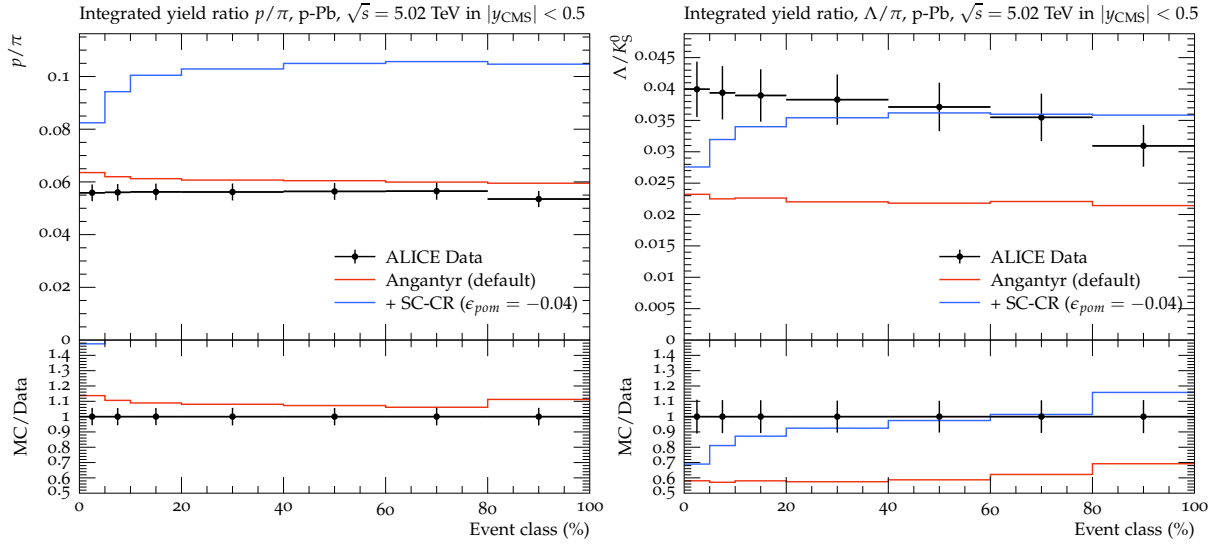 Integrated yield ratio p/π, p-Pb, √s = 5.02 TeV in |y_CMS| < 0.5
p/π
0.1
0.08
0.06
0.04
0.02
0
ALICE Data
Angantyr (default)
+ SC-CR (ϵ_pom = −0.04)
MC/Data
1.4
1.3
1.2
1.1
1
0.9
0.8
0.7
0.6
0.5
0 20 40 60 80 100
Event class (%)
Integrated yield ratio, Λ/π, p-Pb, √s = 5.02 TeV in |y_CMS| < 0.5
Λ/K_S^0
0.045
0.04
0.035
0.03
0.025
0.02
0.015
0.01
0.005
0
ALICE Data
Angantyr (default)
+ SC-CR (ϵ_pom = −0.04)
MC/Data
1.4
1.3
1.2
1.1
1
0.9
0.8
0.7
0.6
0.5
0 20 40 60 80 100
Event class (%)